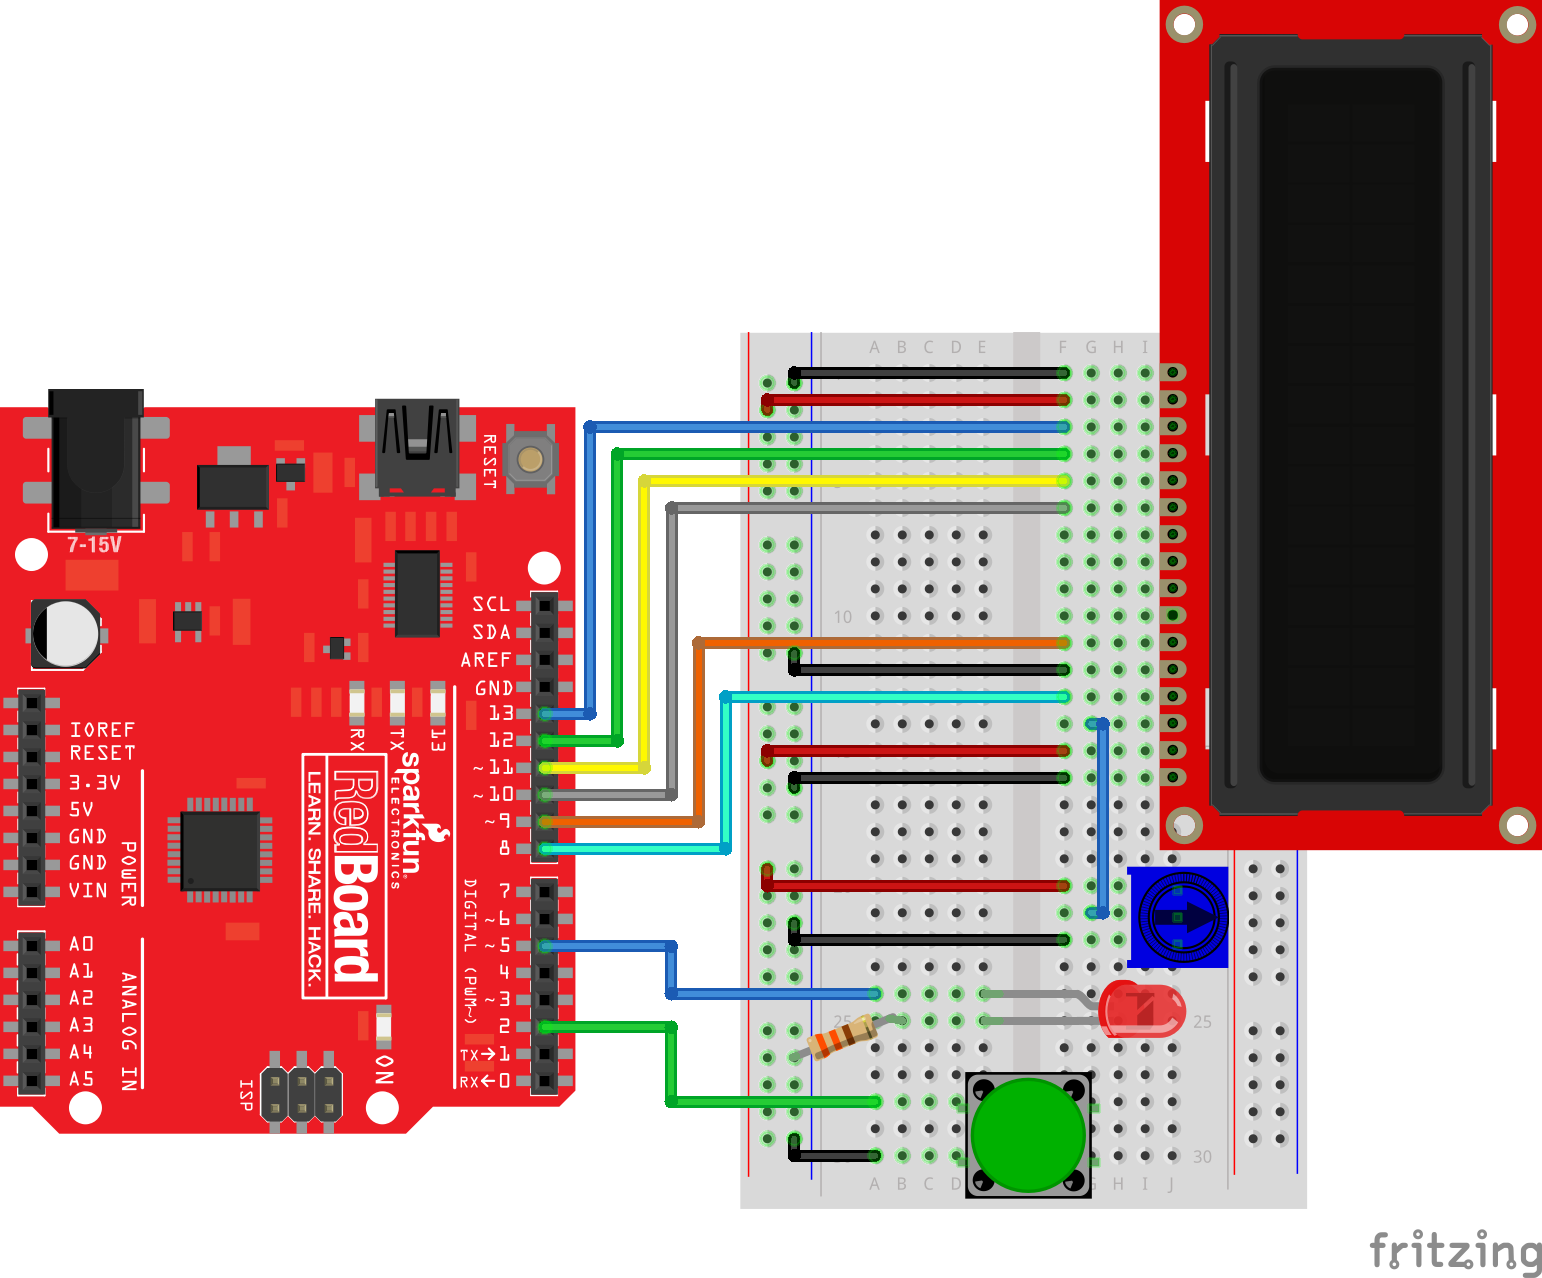 A B C D E F G H I
RESET
7-15V
SCL
SDA
AREF
GND
13
12
~11
~10
~9
8
7
~6
~5
4
~3
2
TX→1
RX←0
DIGITAL (PWM~)
IOREF
RESET
3.3V
5V
GND
GND
VIN
POWER
A0
A1
A2
A3
A4
A5
ANALOG IN
RX
TX
13
sparkfun
ELECTRONICS
RedBoard
LEARN. SHARE. HACK.
ON
ISP
10
25
25
30
A B C D G H I J
fritzing